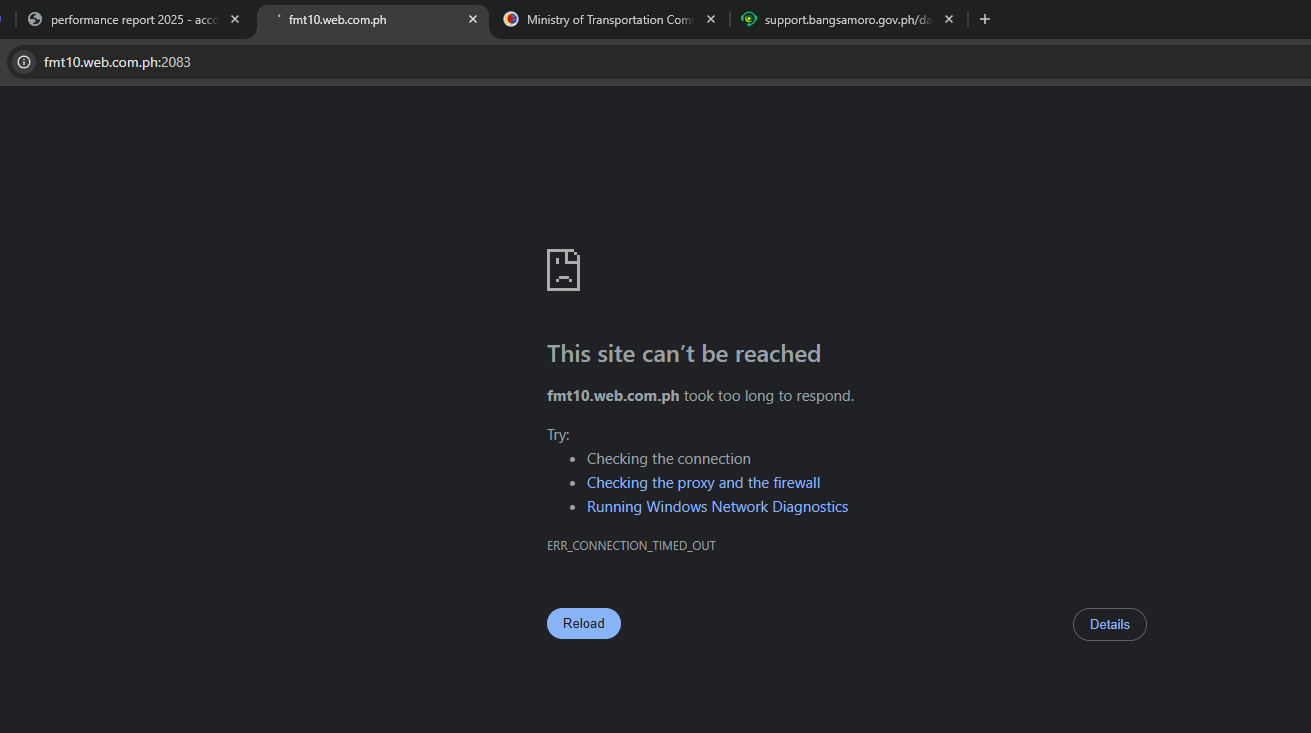 performance report 2025 - acco
fmt10.web.com.ph
Ministry of Transportation Com
support.bangsamoro.gov.ph/da
fmt10.web.com.ph:2083
This site can’t be reached
fmt10.web.com.ph took too long to respond.
Try:
• Checking the connection
• Checking the proxy and the firewall
• Running Windows Network Diagnostics
ERR_CONNECTION_TIMED_OUT
Reload
Details